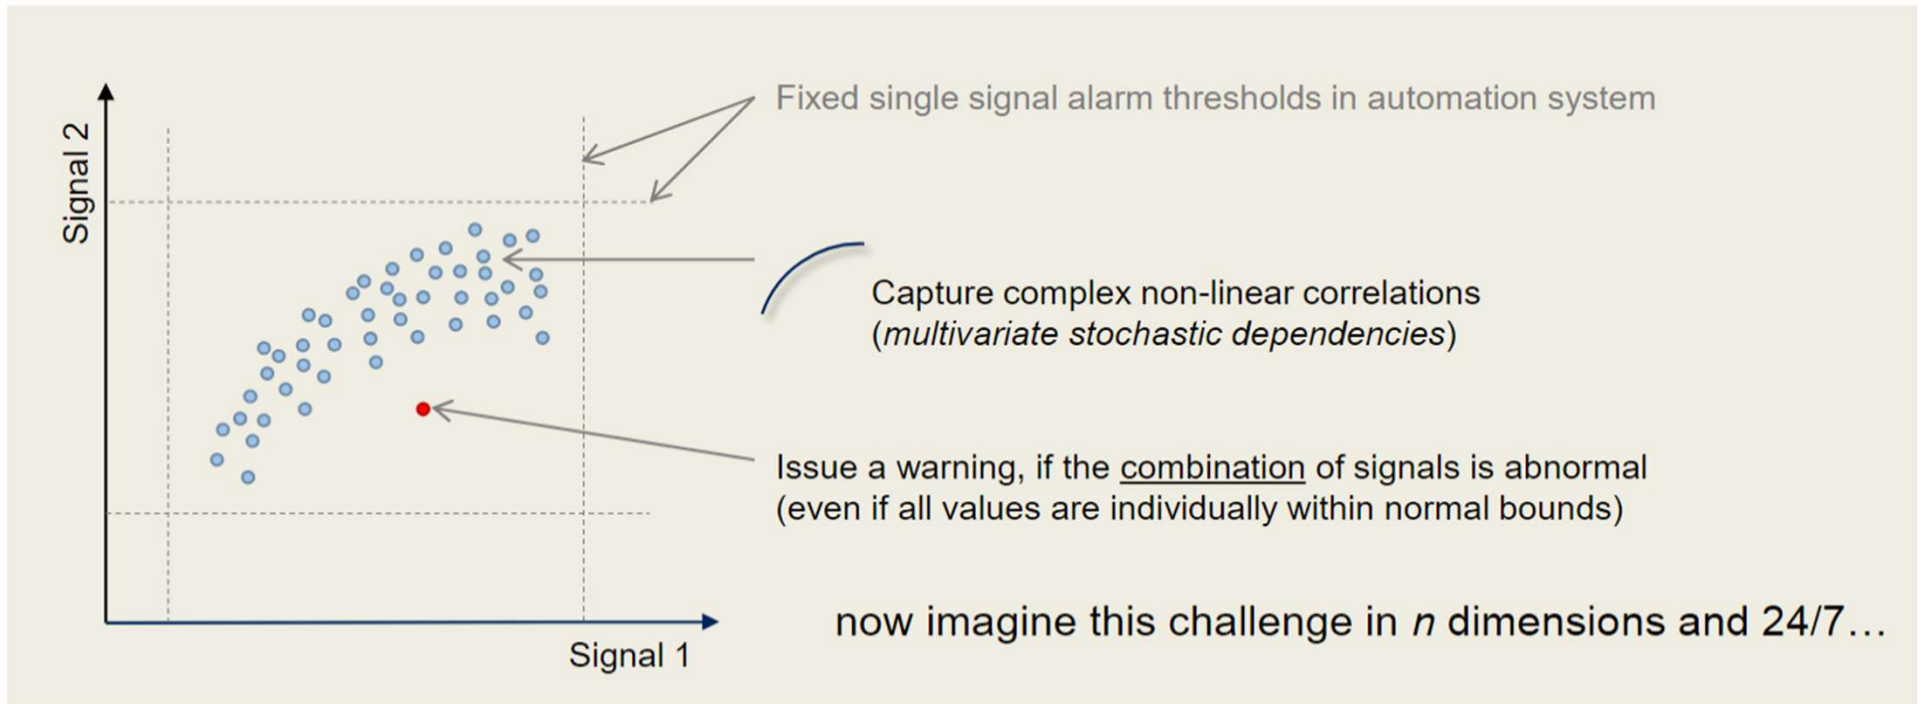 Signal 2
Fixed single signal alarm thresholds in automation system
Capture complex non-linear correlations
(multivariate stochastic dependencies)
Issue a warning, if the combination of signals is abnormal
(even if all values are individually within normal bounds)
now imagine this challenge in n dimensions and 24/7…
Signal 1